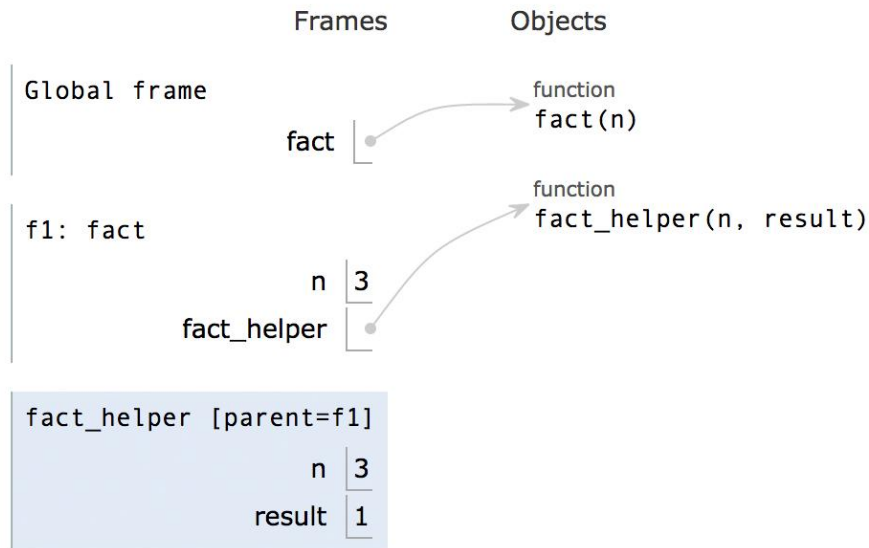 Frames Objects
Global frame
function
fact(n)
fact
function
fact_helper(n, result)
f1: fact
n 3
fact_helper
fact_helper [parent=f1]
n 3
result 1